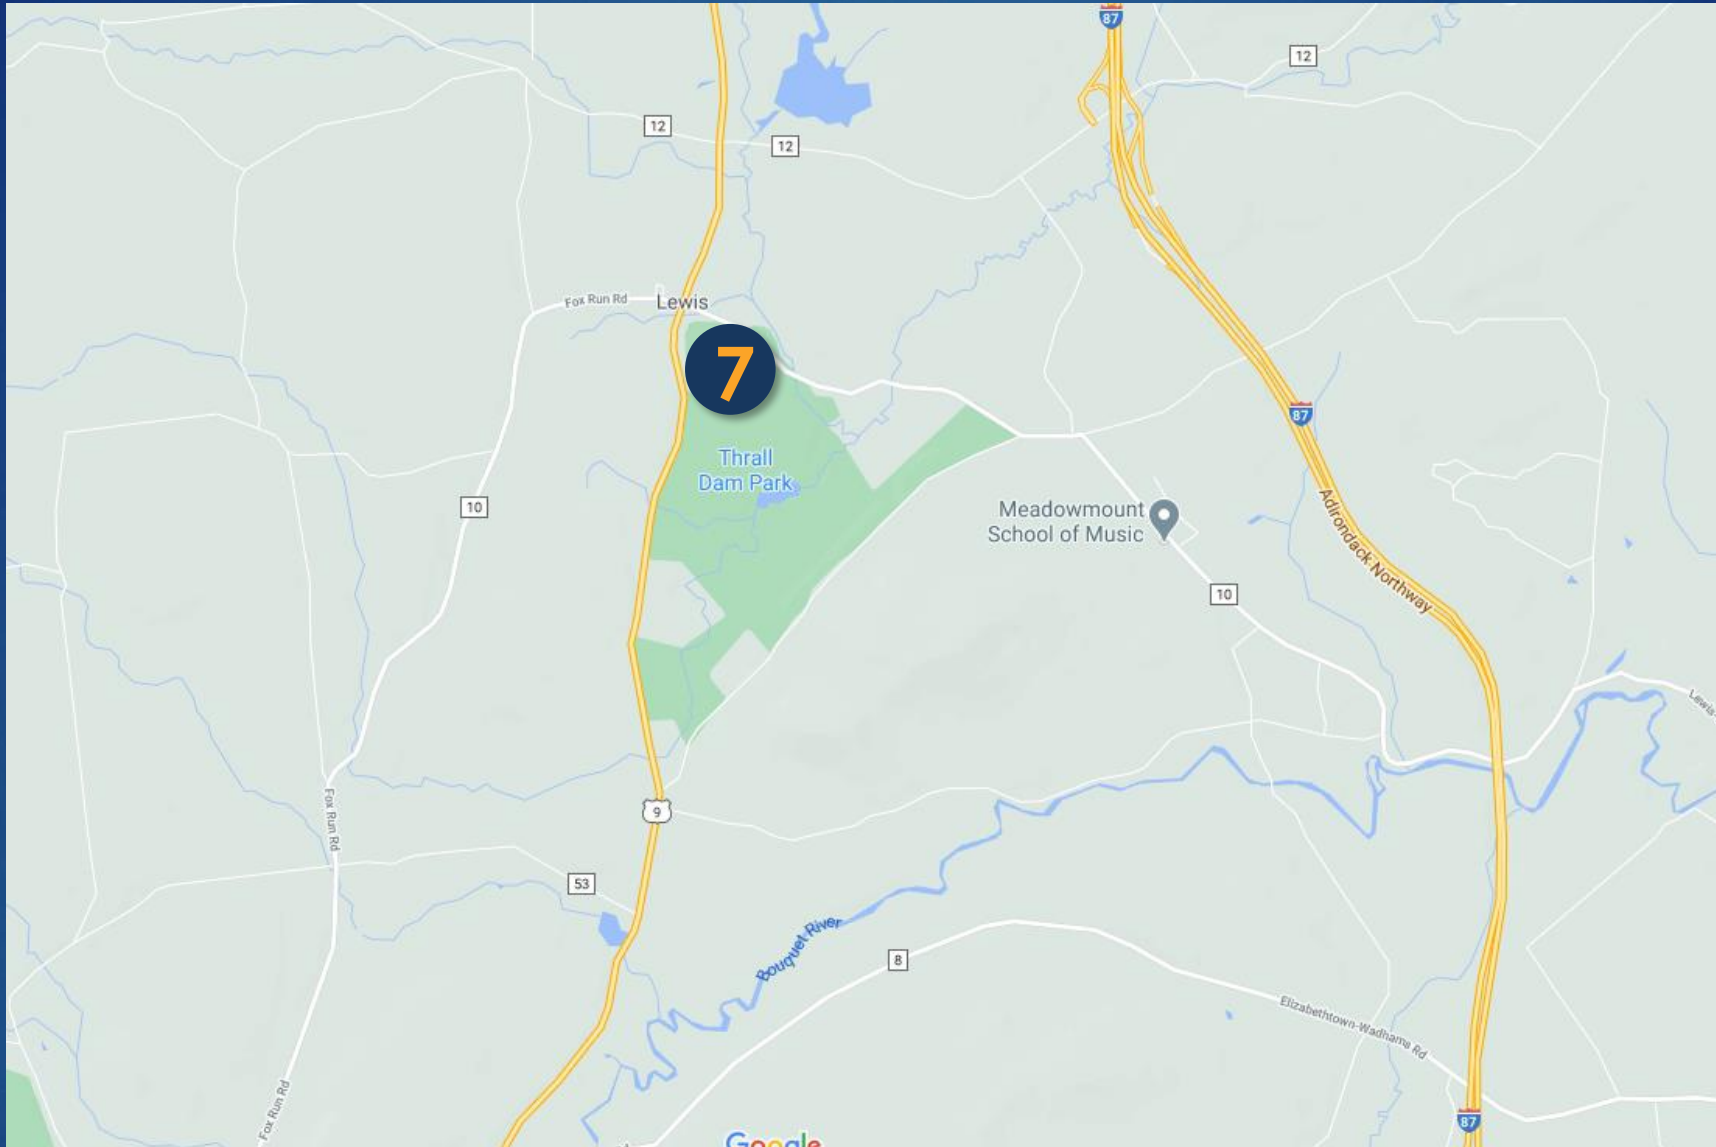 87
12
12
12
Fox Run Rd
Lewis
7
87
Thrall
Dam Park
10
Meadowmount
School of Music
Adirondack Northway
10
Fox Run Rd
9
53
Bouquet River
8
Elizabethtown-Wadhams Rd
Fox Run Rd
87
Google